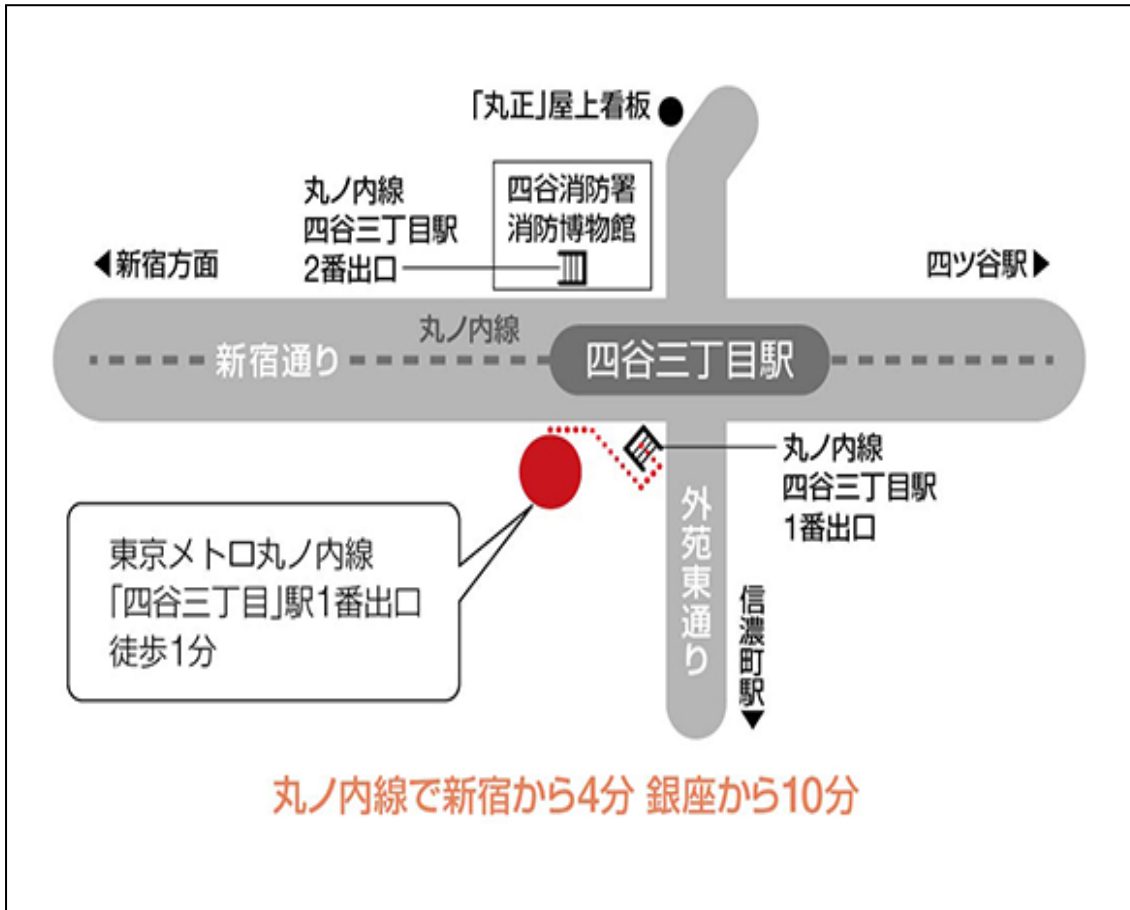 「丸正」屋上看板
丸ノ内線
四谷三丁目駅
2番出口
四谷消防署
消防博物館
◀新宿方面
四ツ谷駅▶
丸ノ内線
新宿通り
四谷三丁目駅
丸ノ内線
四谷三丁目駅
1番出口
外苑東通り
信濃町駅▼
東京メトロ丸ノ内線
「四谷三丁目」駅1番出口
徒歩1分
丸ノ内線で新宿から4分 銀座から10分